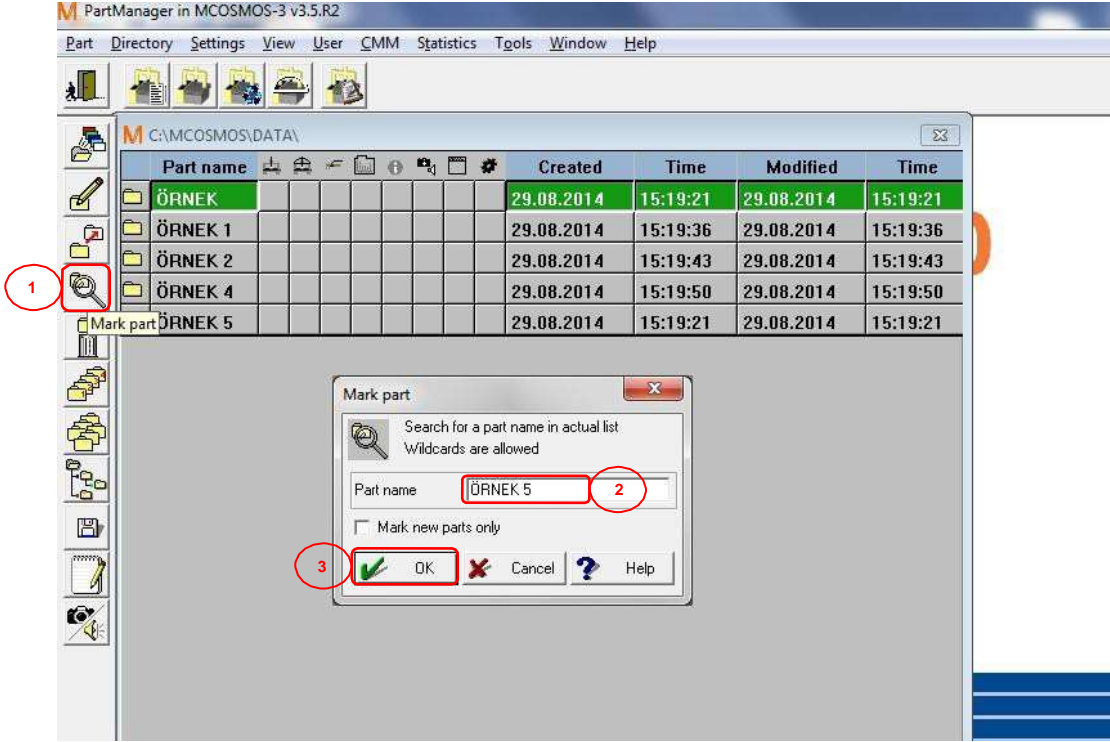 PartManager in MCOSMOS-3 v3.5.R2
Part Directory Settings View User CMM Statistics Tools Window Help
C:\MCOSMOS\DATA\
Part name Created Time Modified Time
ÖRNEK 29.08.2014 15:19:21 29.08.2014 15:19:21
ÖRNEK 1 29.08.2014 15:19:36 29.08.2014 15:19:36
ÖRNEK 2 29.08.2014 15:19:43 29.08.2014 15:19:43
1
ÖRNEK 4 29.08.2014 15:19:50 29.08.2014 15:19:50
Mark part
ÖRNEK 5 29.08.2014 15:19:21 29.08.2014 15:19:21
Mark part
Search for a part name in actual list
Wildcards are allowed
Part name ÖRNEK 5 2
Mark new parts only
3 OK Cancel Help